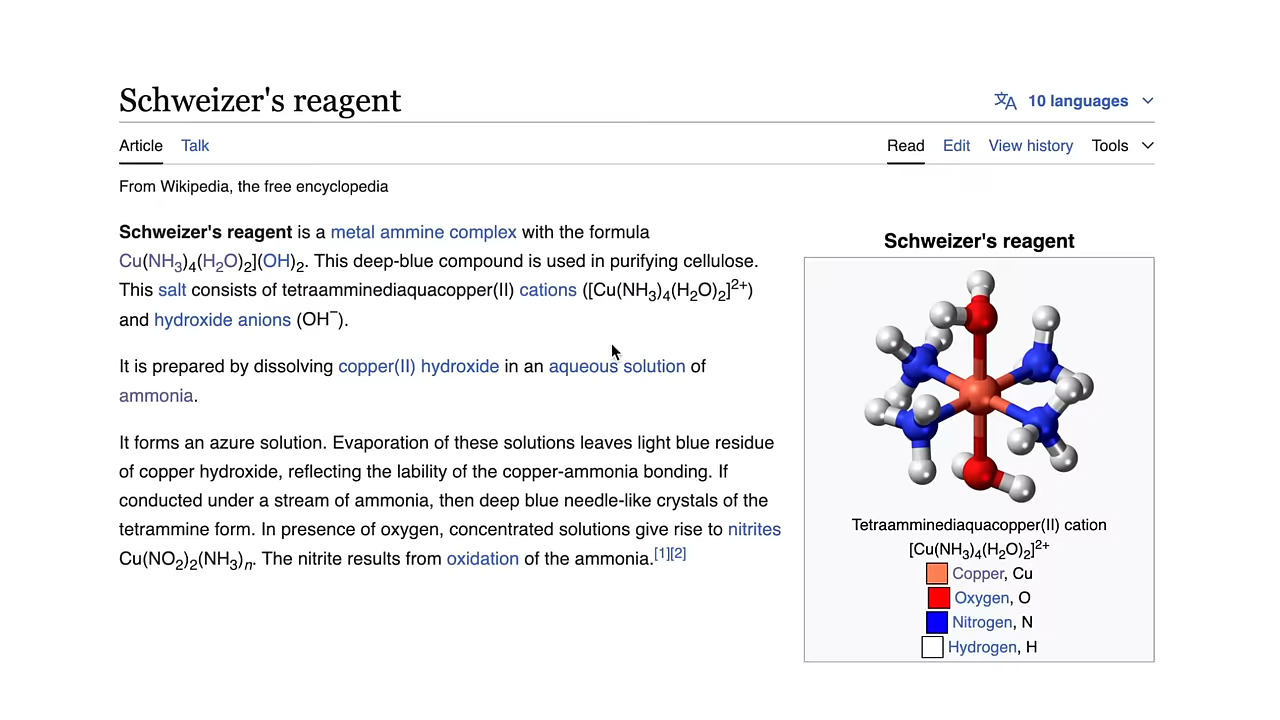 Schweizer's reagent
10 languages
Article Talk
Read Edit View history Tools
From Wikipedia, the free encyclopedia
Schweizer's reagent is a metal ammine complex with the formula
Cu(NH₃)₄(H₂O)₂](OH)₂. This deep-blue compound is used in purifying cellulose.
This salt consists of tetraamminediaquacopper(II) cations ([Cu(NH₃)₄(H₂O)₂]²⁺)
and hydroxide anions (OH⁻).
It is prepared by dissolving copper(II) hydroxide in an aqueous solution of
ammonia.
It forms an azure solution. Evaporation of these solutions leaves light blue residue
of copper hydroxide, reflecting the lability of the copper-ammonia bonding. If
conducted under a stream of ammonia, then deep blue needle-like crystals of the
tetrammine form. In presence of oxygen, concentrated solutions give rise to nitrites
Cu(NO₂)₂(NH₃)ₙ. The nitrite results from oxidation of the ammonia.[1][2]
Schweizer's reagent
Tetraamminediaquacopper(II) cation
[Cu(NH₃)₄(H₂O)₂]²⁺
Copper, Cu
Oxygen, O
Nitrogen, N
Hydrogen, H